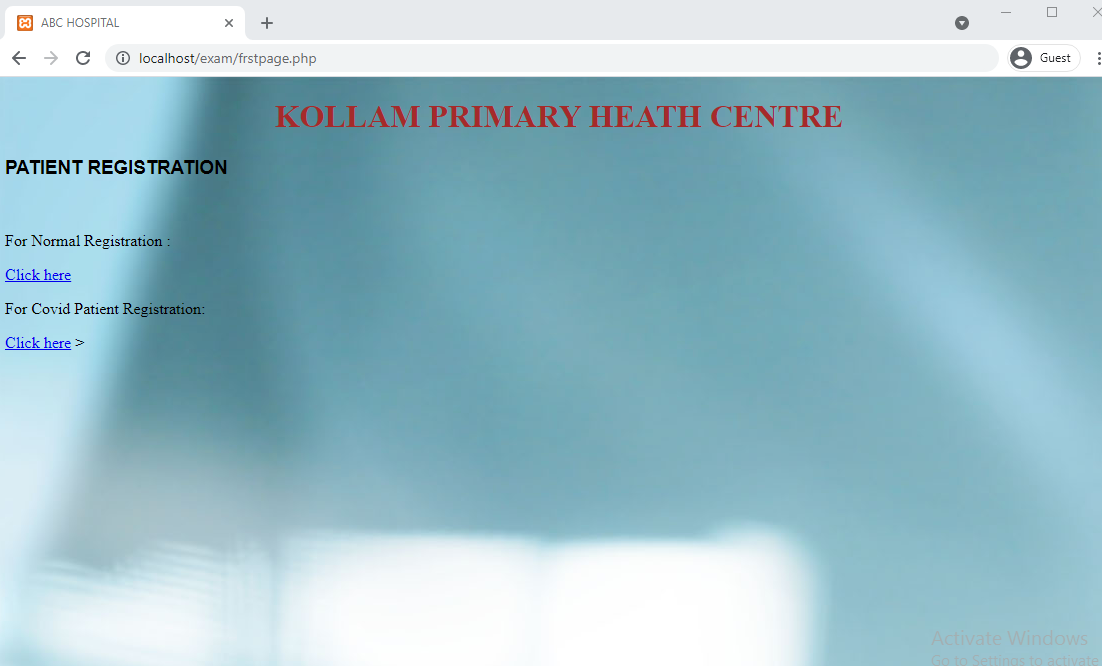 ABC HOSPITAL
localhost/exam/frstpage.php
Guest
KOLLAM PRIMARY HEATH CENTRE
PATIENT REGISTRATION
For Normal Registration :
Click here
For Covid Patient Registration:
Click here >
Activate Windows
Go to Settings to activate